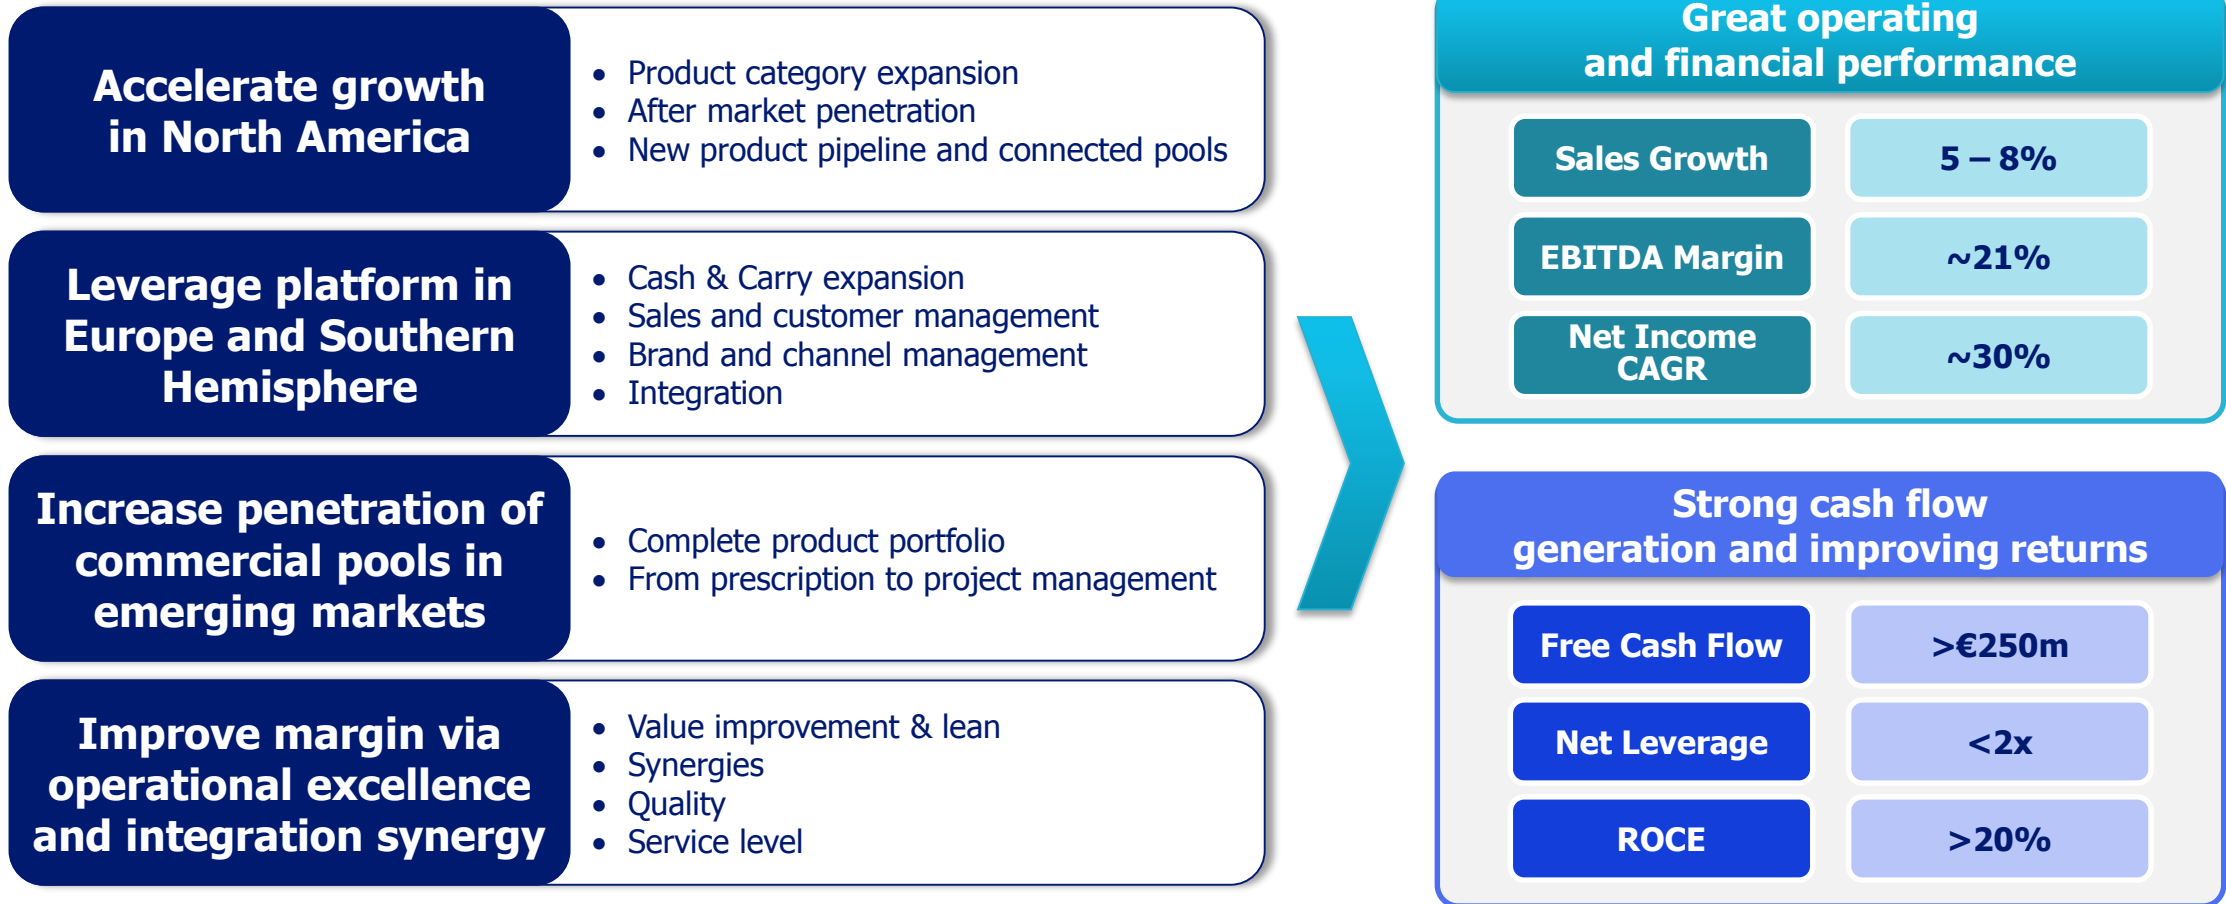 Accelerate growth
in North America
• Product category expansion
• After market penetration
• New product pipeline and connected pools
Leverage platform in
Europe and Southern
Hemisphere
• Cash & Carry expansion
• Sales and customer management
• Brand and channel management
• Integration
Increase penetration of
commercial pools in
emerging markets
• Complete product portfolio
• From prescription to project management
Improve margin via
operational excellence
and integration synergy
• Value improvement & lean
• Synergies
• Quality
• Service level
Great operating
and financial performance
Sales Growth
5 – 8%
EBITDA Margin
~21%
Net Income
CAGR
~30%
Strong cash flow
generation and improving returns
Free Cash Flow
>€250m
Net Leverage
<2x
ROCE
>20%